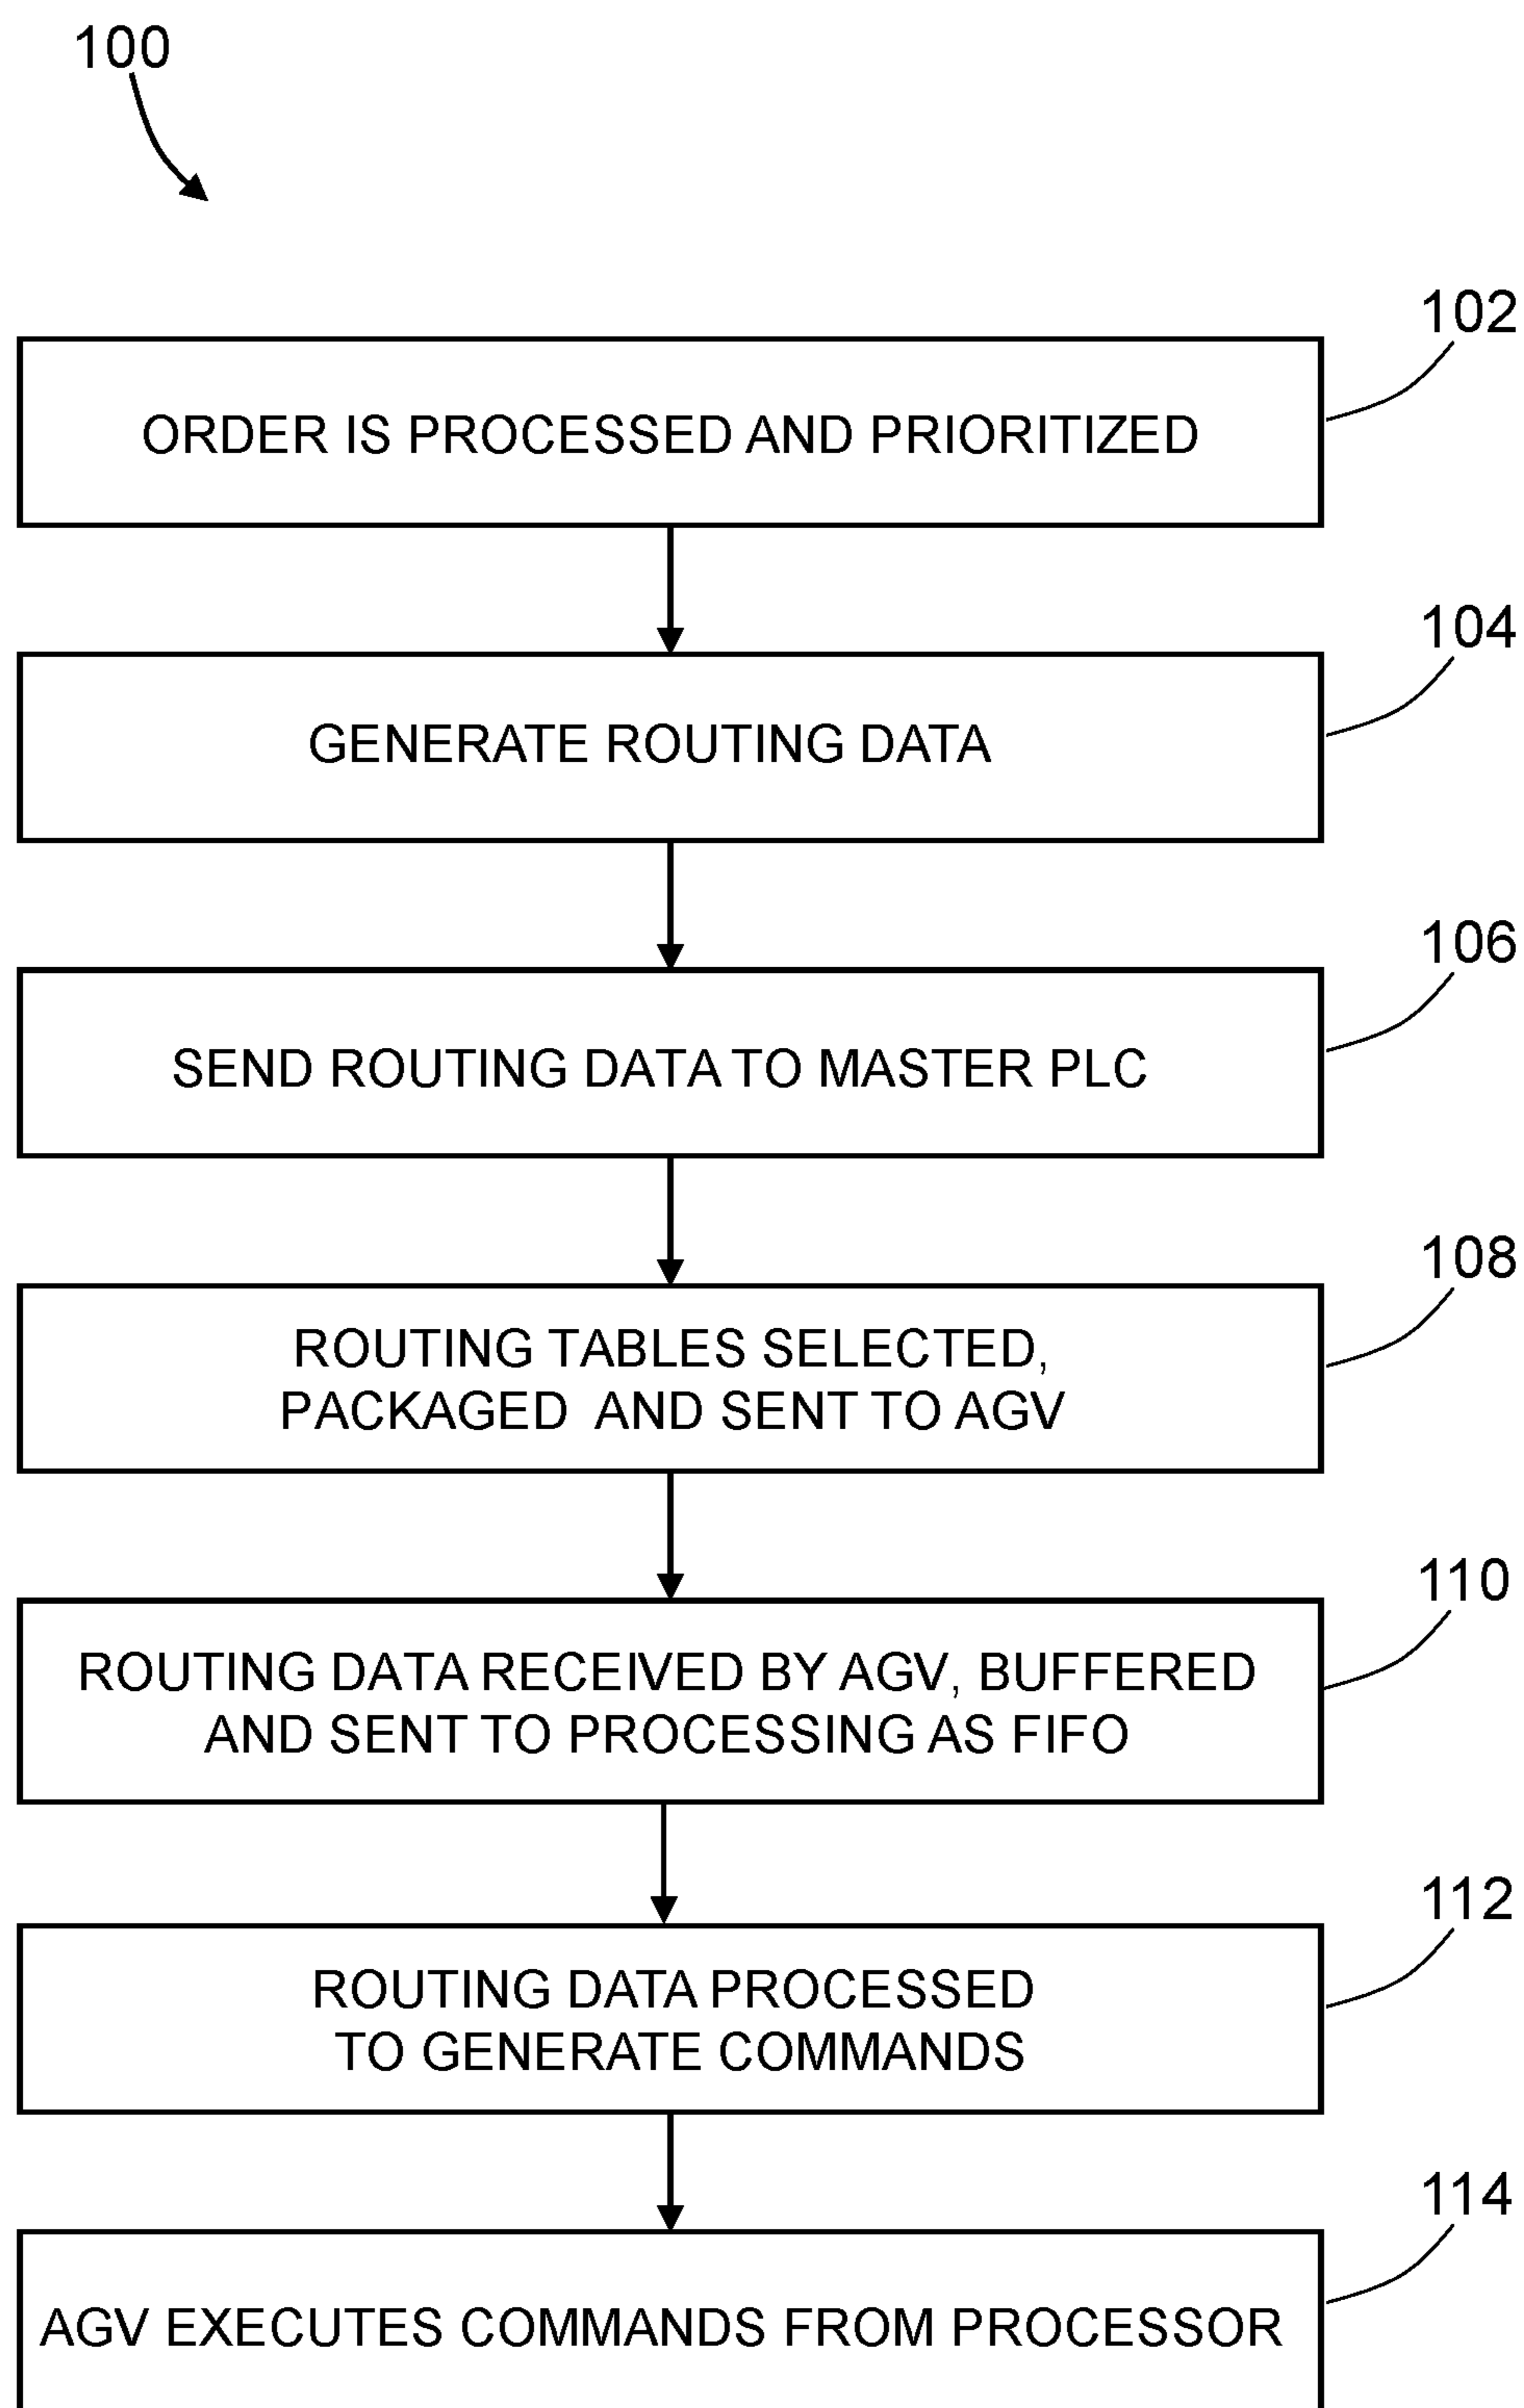 100
102
ORDER IS PROCESSED AND PRIORITIZED
104
GENERATE ROUTING DATA
106
SEND ROUTING DATA TO MASTER PLC
108
ROUTING TABLES SELECTED,
PACKAGED AND SENT TO AGV
110
ROUTING DATA RECEIVED BY AGV, BUFFERED
AND SENT TO PROCESSING AS FIFO
112
ROUTING DATA PROCESSED
TO GENERATE COMMANDS
114
AGV EXECUTES COMMANDS FROM PROCESSOR